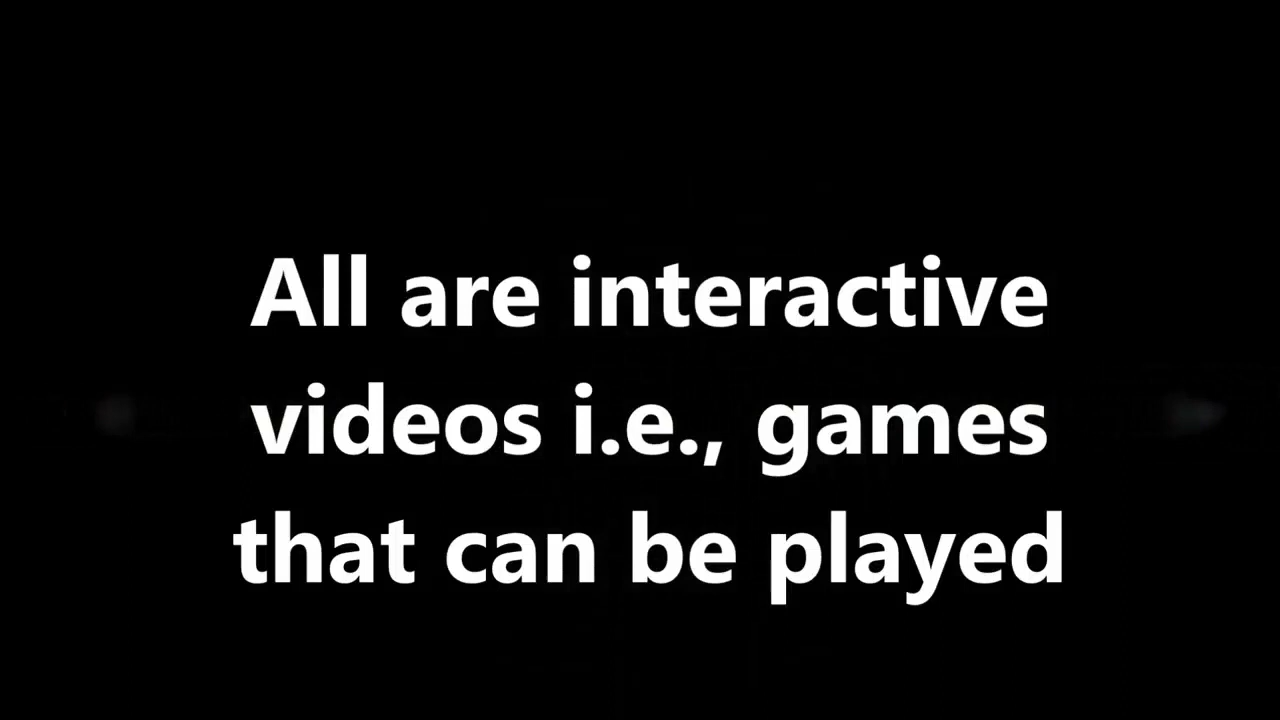 All are interactive
videos i.e., games
that can be played